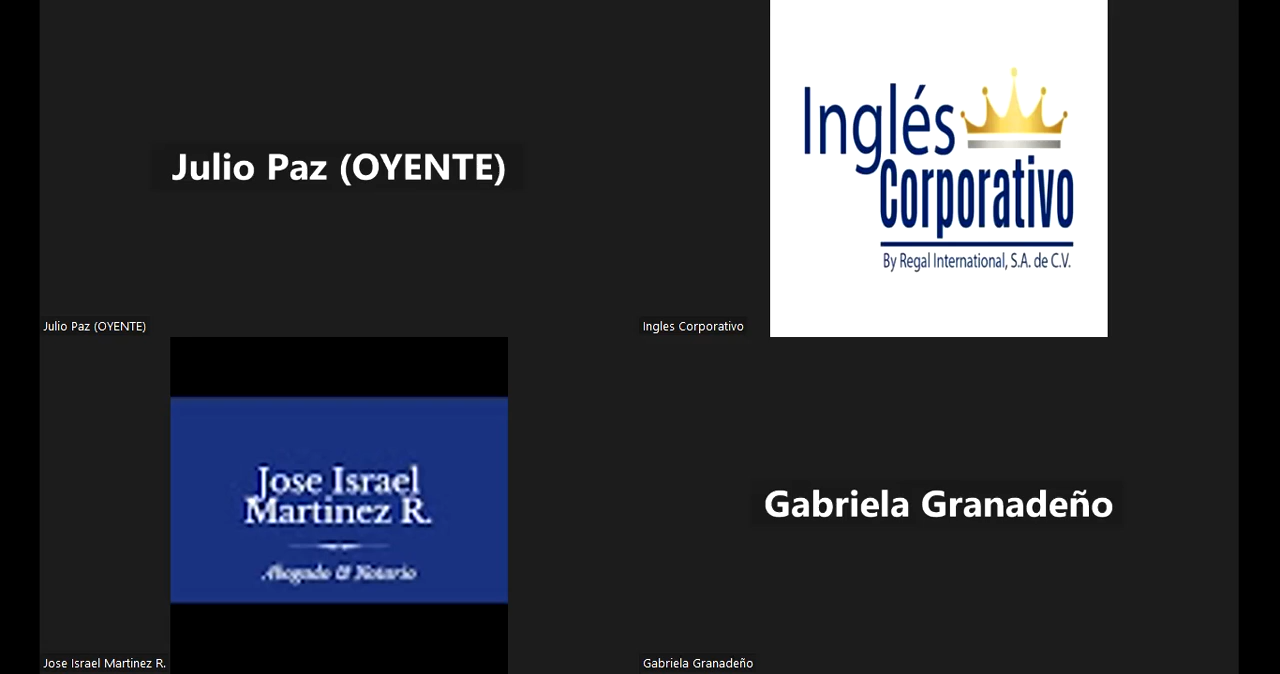 Julio Paz (OYENTE)
Julio Paz (OYENTE)
Inglés
Corporativo
By Regal International, S.A. de C.V.
Ingles Corporativo
Jose Israel
Martinez R.
Abogado & Notario
Jose Israel Martinez R.
Gabriela Granadeño
Gabriela Granadeño